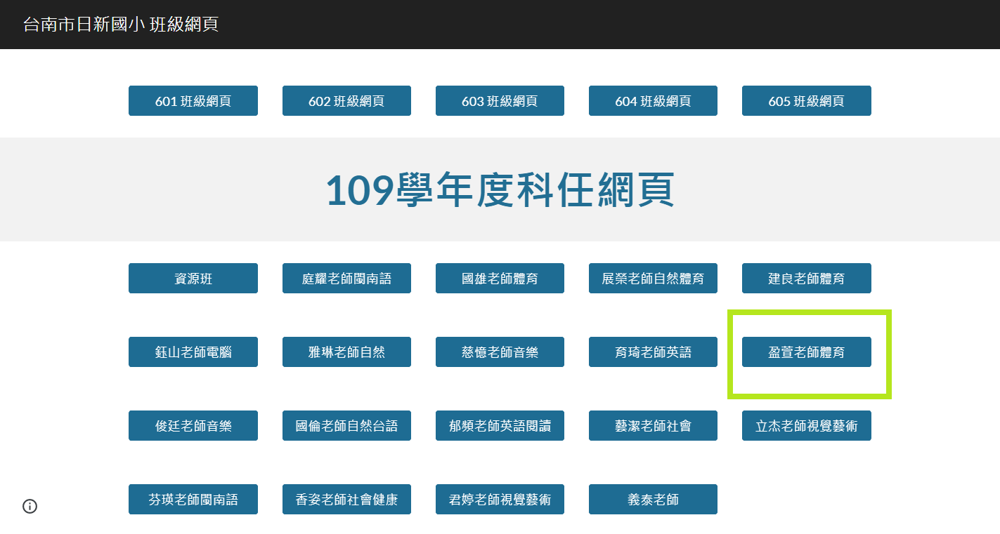 台南市日新國小 班級網頁
601 班級網頁
602 班級網頁
603 班級網頁
604 班級網頁
605 班級網頁
109學年度科任網頁
資源班
庭耀老師閩南語
國雄老師體育
展榮老師自然體育
建良老師體育
鈺山老師電腦
雅琳老師自然
慈憶老師音樂
育琦老師英語
盈萱老師體育
俊廷老師音樂
國倫老師自然台語
郁頻老師英語閱讀
藝潔老師社會
立杰老師視覺藝術
芬瑛老師閩南語
香姿老師社會健康
君婷老師視覺藝術
義泰老師